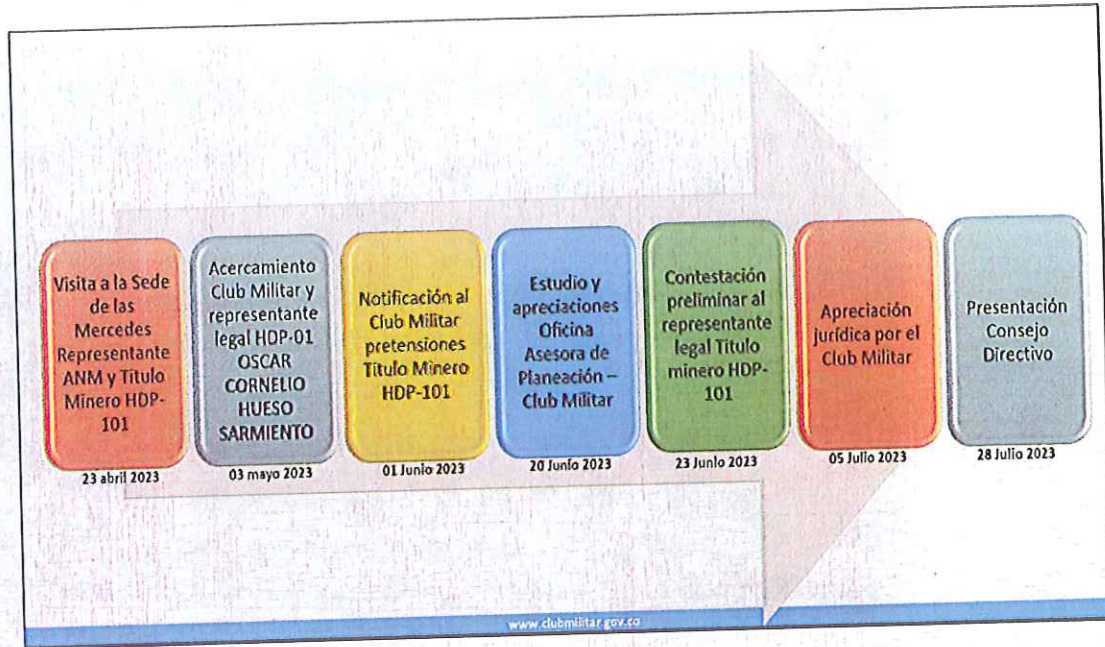 Visita a la Sede
de las
Mercedes
Representante
ANM y Título
Minero HDP-
101
23 abril 2023
Acercamiento
Club Militar y
representante
legal HDP-01
OSCAR
CORNELIO
HUESO
SARMIENTO
03 mayo 2023
Notificación al
Club Militar
pretensiones
Título Minero
HDP-101
01 Junio 2023
Estudio y
apreciaciones
Oficina
Asesora de
Planeación –
Club Militar
20 Junio 2023
Contestación
preliminar al
representante
legal Título
minero HDP-
101
23 Junio 2023
Apreciación
jurídica por el
Club Militar
05 Julio 2023
Presentación
Consejo
Directivo
28 Julio 2023
www.clubmilitar.gov.co